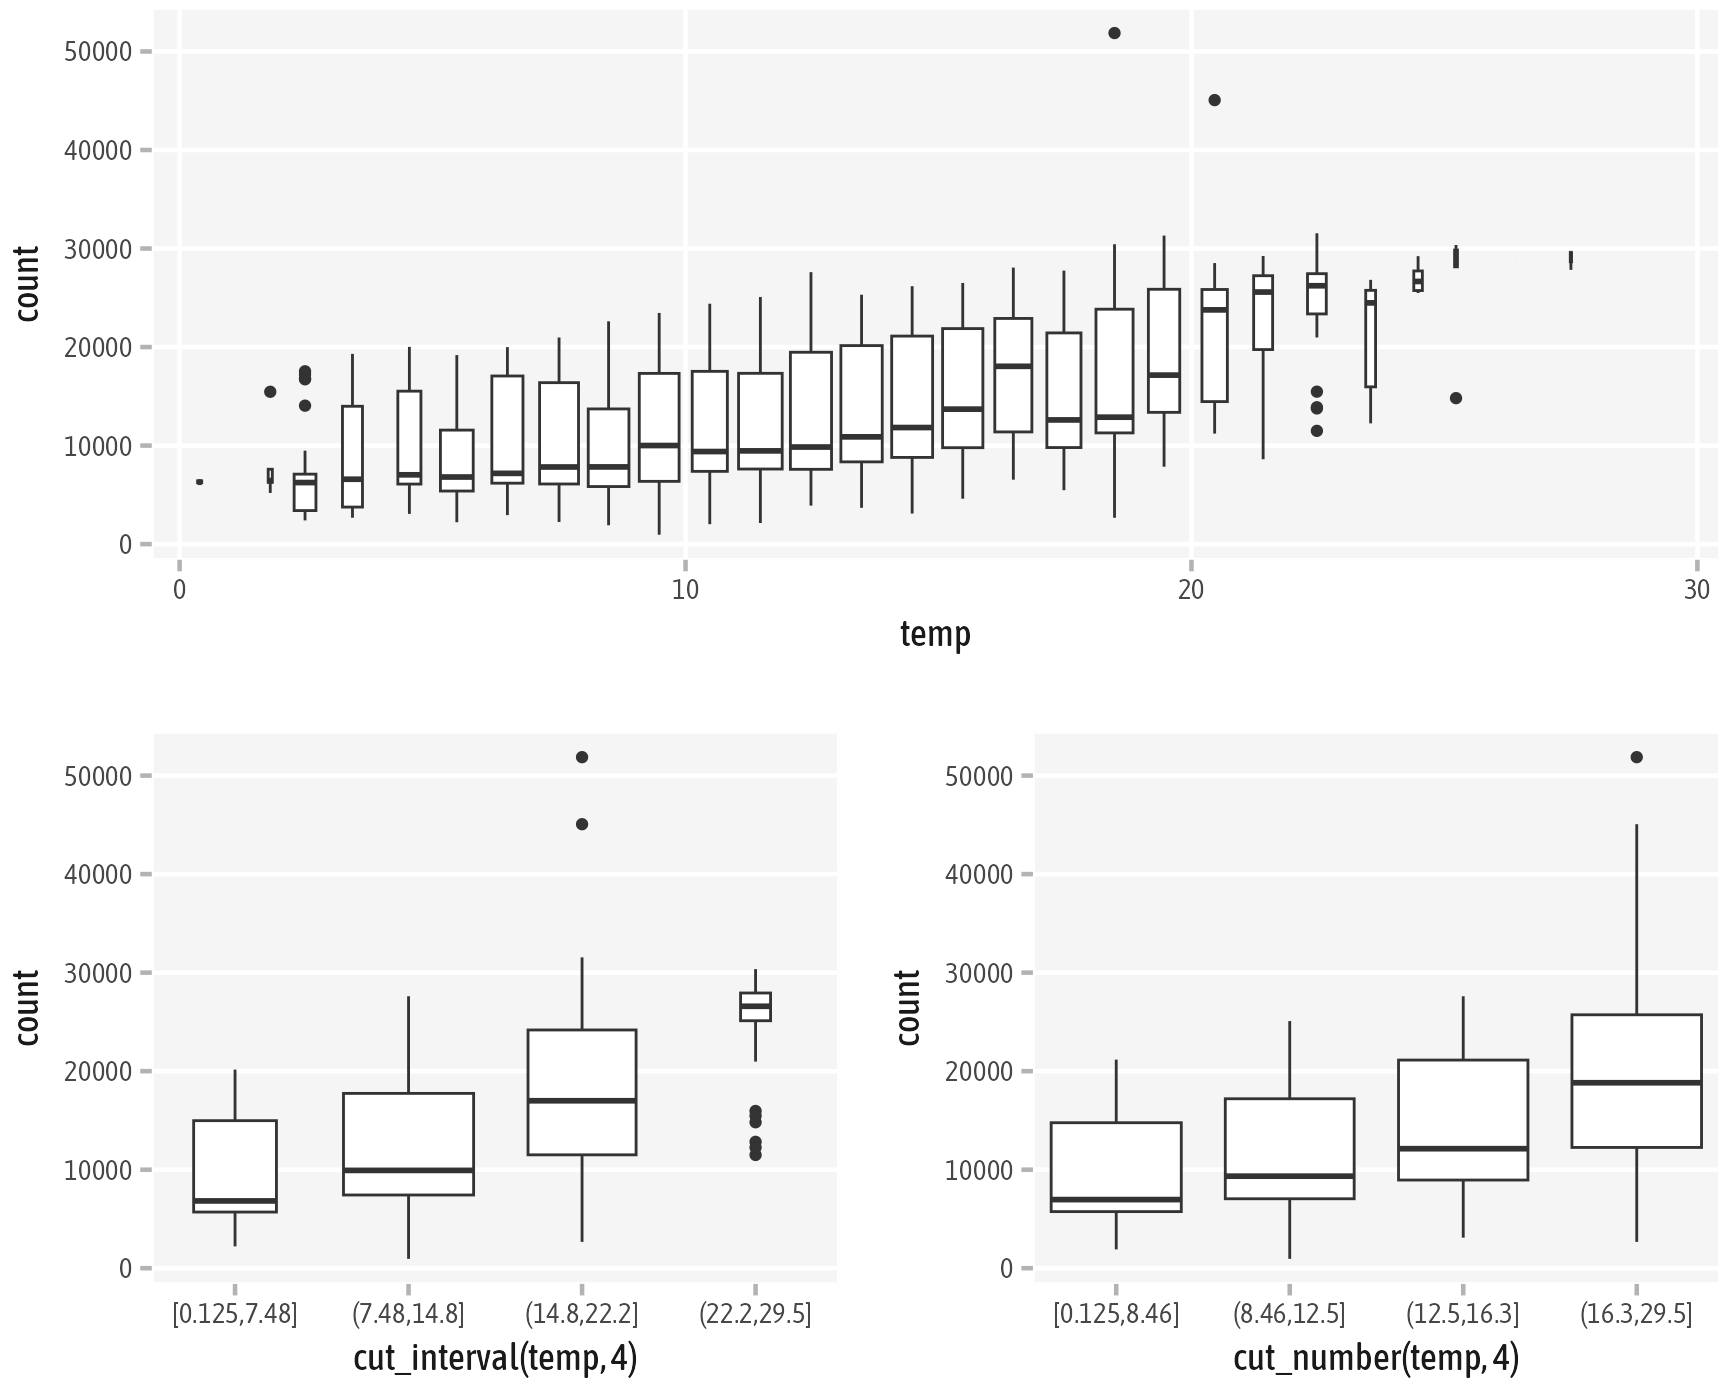 50000
40000
30000
20000
10000
0
count
0 10 20 30
temp
50000
40000
30000
20000
10000
0
count
[0.125,7.48] (7.48,14.8] (14.8,22.2] (22.2,29.5]
cut_interval(temp, 4)
50000
40000
30000
20000
10000
0
count
[0.125,8.46] (8.46,12.5] (12.5,16.3] (16.3,29.5]
cut_number(temp, 4)